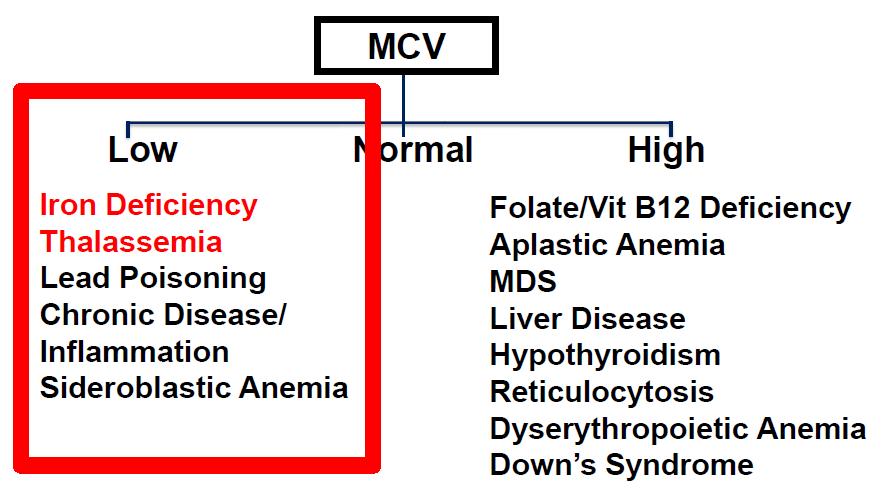 MCV
Low
Normal
High
Iron Deficiency
Thalassemia
Lead Poisoning
Chronic Disease/
Inflammation
Sideroblastic Anemia
Folate/Vit B12 Deficiency
Aplastic Anemia
MDS
Liver Disease
Hypothyroidism
Reticulocytosis
Dyserythropoietic Anemia
Down's Syndrome